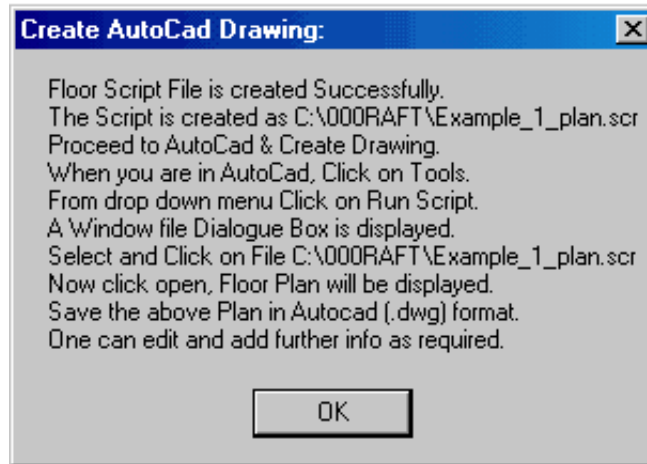 Create AutoCad Drawing:
Floor Script File is created Successfully.
The Script is created as C:\000RAFT\Example_1_plan.scr
Proceed to AutoCad & Create Drawing.
When you are in AutoCad, Click on Tools.
From drop down menu Click on Run Script.
A Window file Dialogue Box is displayed.
Select and Click on File C:\000RAFT\Example_1_plan.scr
Now click open, Floor Plan will be displayed.
Save the above Plan in Autocad (.dwg) format.
One can edit and add further info as required.
OK